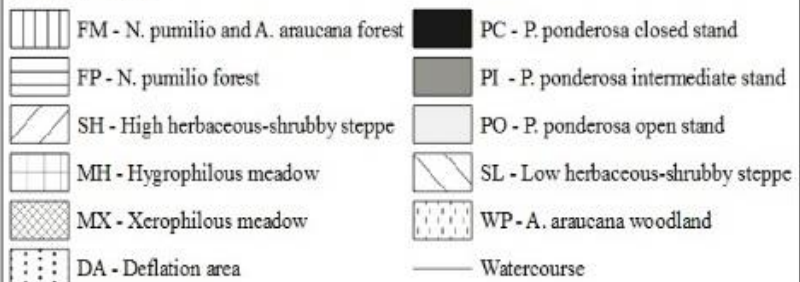 FM - N. pumilio and A. araucana forest
FP - N. pumilio forest
SH - High herbaceous-shrubby steppe
MH - Hygrophilous meadow
MX - Xerophilous meadow
DA - Deflation area
PC - P. ponderosa closed stand
PI - P. ponderosa intermediate stand
PO - P. ponderosa open stand
SL - Low herbaceous-shrubby steppe
WP - A. araucana woodland
Watercourse